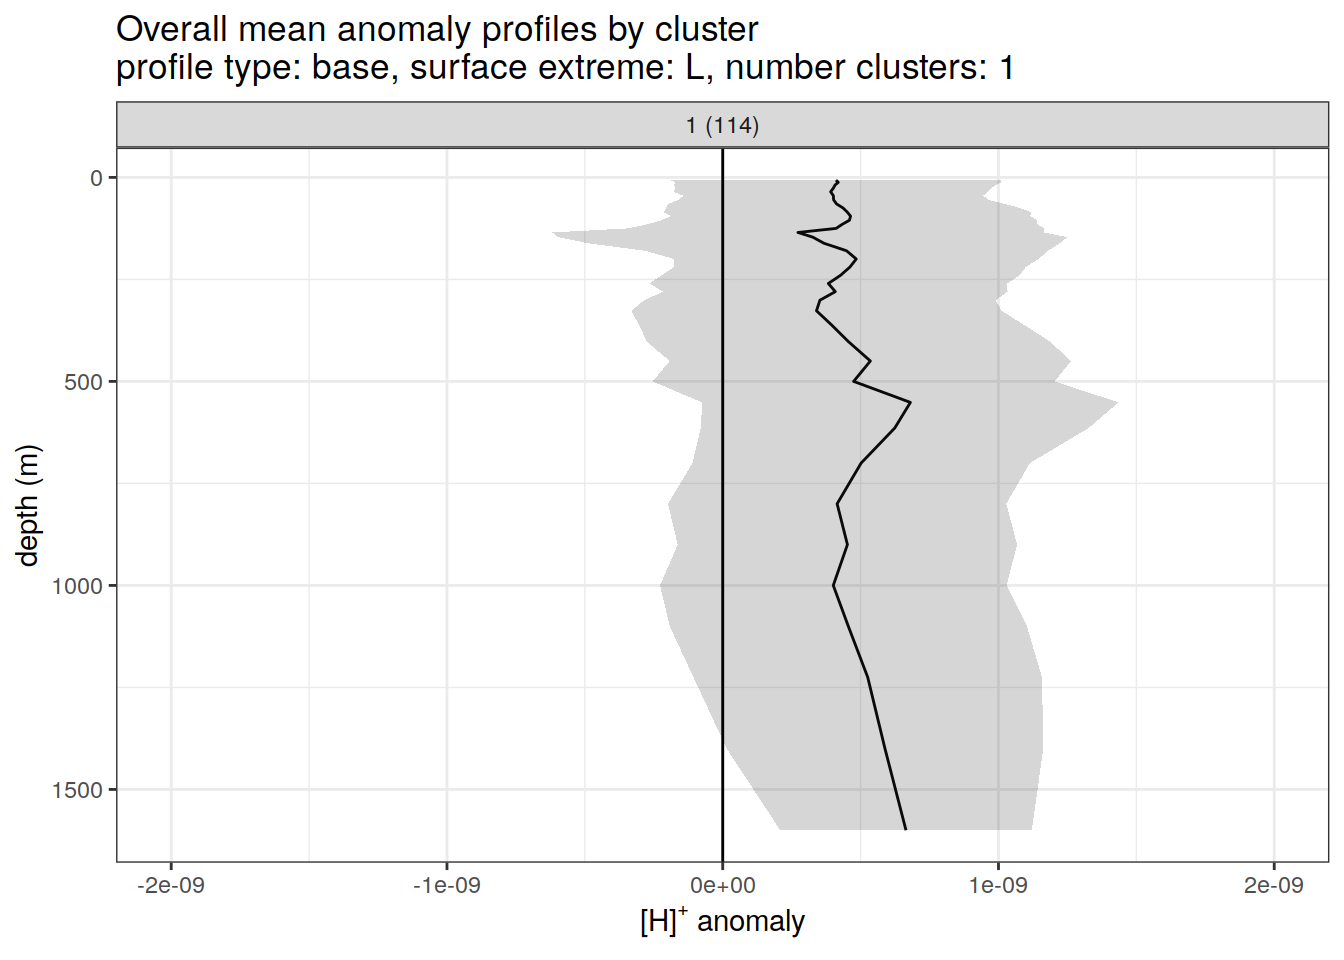 Overall mean anomaly profiles by cluster
profile type: base, surface extreme: L, number clusters: 1
1 (114)
0
500
1000
1500
depth (m)
-2e-09 -1e-09 0e+00 1e-09 2e-09
[H]⁺ anomaly